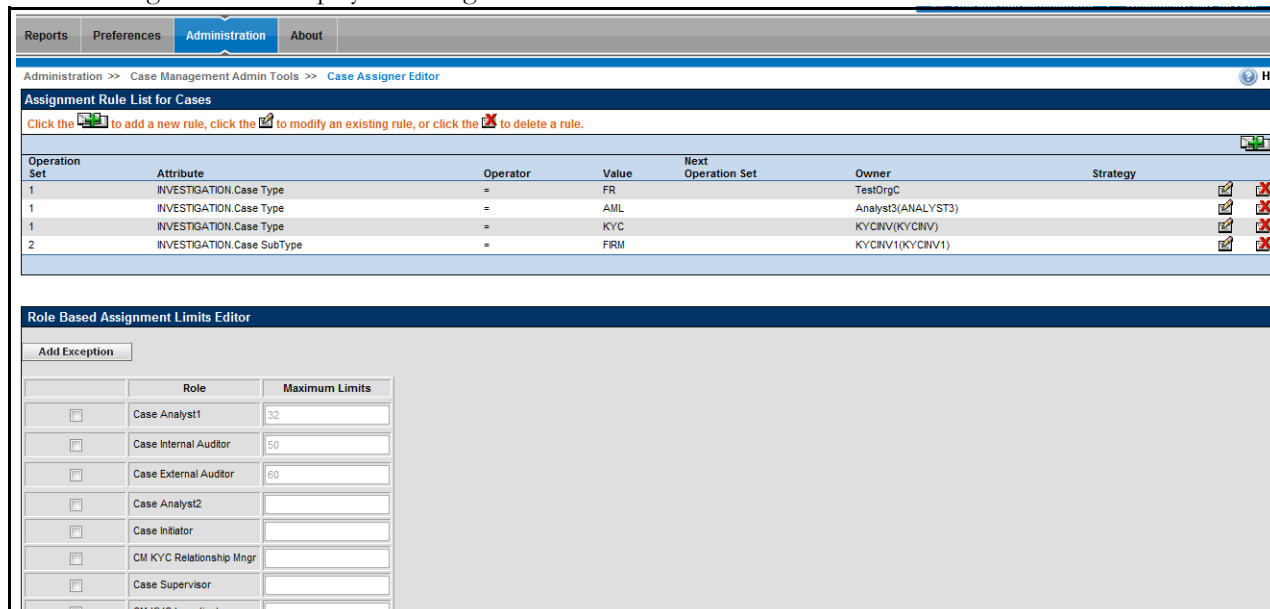 Reports Preferences Administration About
Administration >> Case Management Admin Tools >> Case Assigner Editor H
Assignment Rule List for Cases
Click the to add a new rule, click the to modify an existing rule, or click the to delete a rule.
Operation Set Attribute Operator Value Next Operation Set Owner Strategy
1 INVESTIGATION.Case Type = FR TestOrgC
1 INVESTIGATION.Case Type = AML Analyst3(ANALYST3)
1 INVESTIGATION.Case Type = KYC KYCINV(KYCINV)
2 INVESTIGATION.Case SubType = FIRM KYCINV1(KYCINV1)
Role Based Assignment Limits Editor
Add Exception
Role Maximum Limits
Case Analyst1 32
Case Internal Auditor 50
Case External Auditor 60
Case Analyst2
Case Initiator
CM KYC Relationship Mngr
Case Supervisor